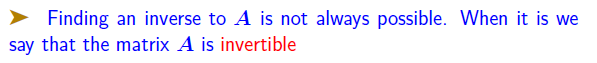 ➤ Finding an inverse to A is not always possible. When it is we
say that the matrix A is invertible